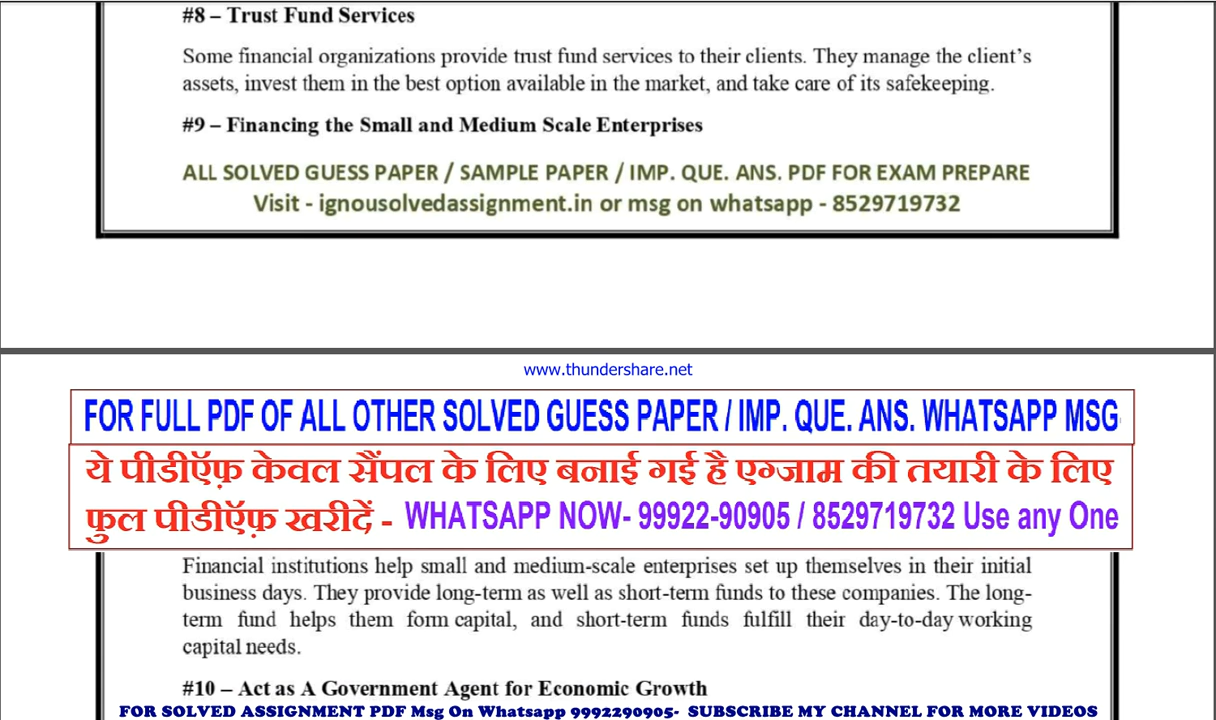 #8 – Trust Fund Services
Some financial organizations provide trust fund services to their clients. They manage the client’s
assets, invest them in the best option available in the market, and take care of its safekeeping.
#9 – Financing the Small and Medium Scale Enterprises
ALL SOLVED GUESS PAPER / SAMPLE PAPER / IMP. QUE. ANS. PDF FOR EXAM PREPARE
Visit - ignousolvedassignment.in or msg on whatsapp - 8529719732
www.thundershare.net
FOR FULL PDF OF ALL OTHER SOLVED GUESS PAPER / IMP. QUE. ANS. WHATSAPP MSG
ये पीडीऍफ़ केवल सैंपल के लिए बनाई गई है एग्जाम की तयारी के लिए
फुल पीडीऍफ़ खरीदें - WHATSAPP NOW- 99922-90905 / 8529719732 Use any One
Financial institutions help small and medium-scale enterprises set up themselves in their initial
business days. They provide long-term as well as short-term funds to these companies. The long-
term fund helps them form capital, and short-term funds fulfill their day-to-day working
capital needs.
#10 – Act as A Government Agent for Economic Growth
FOR SOLVED ASSIGNMENT PDF Msg On Whatsapp 9992290905- SUBSCRIBE MY CHANNEL FOR MORE VIDEOS